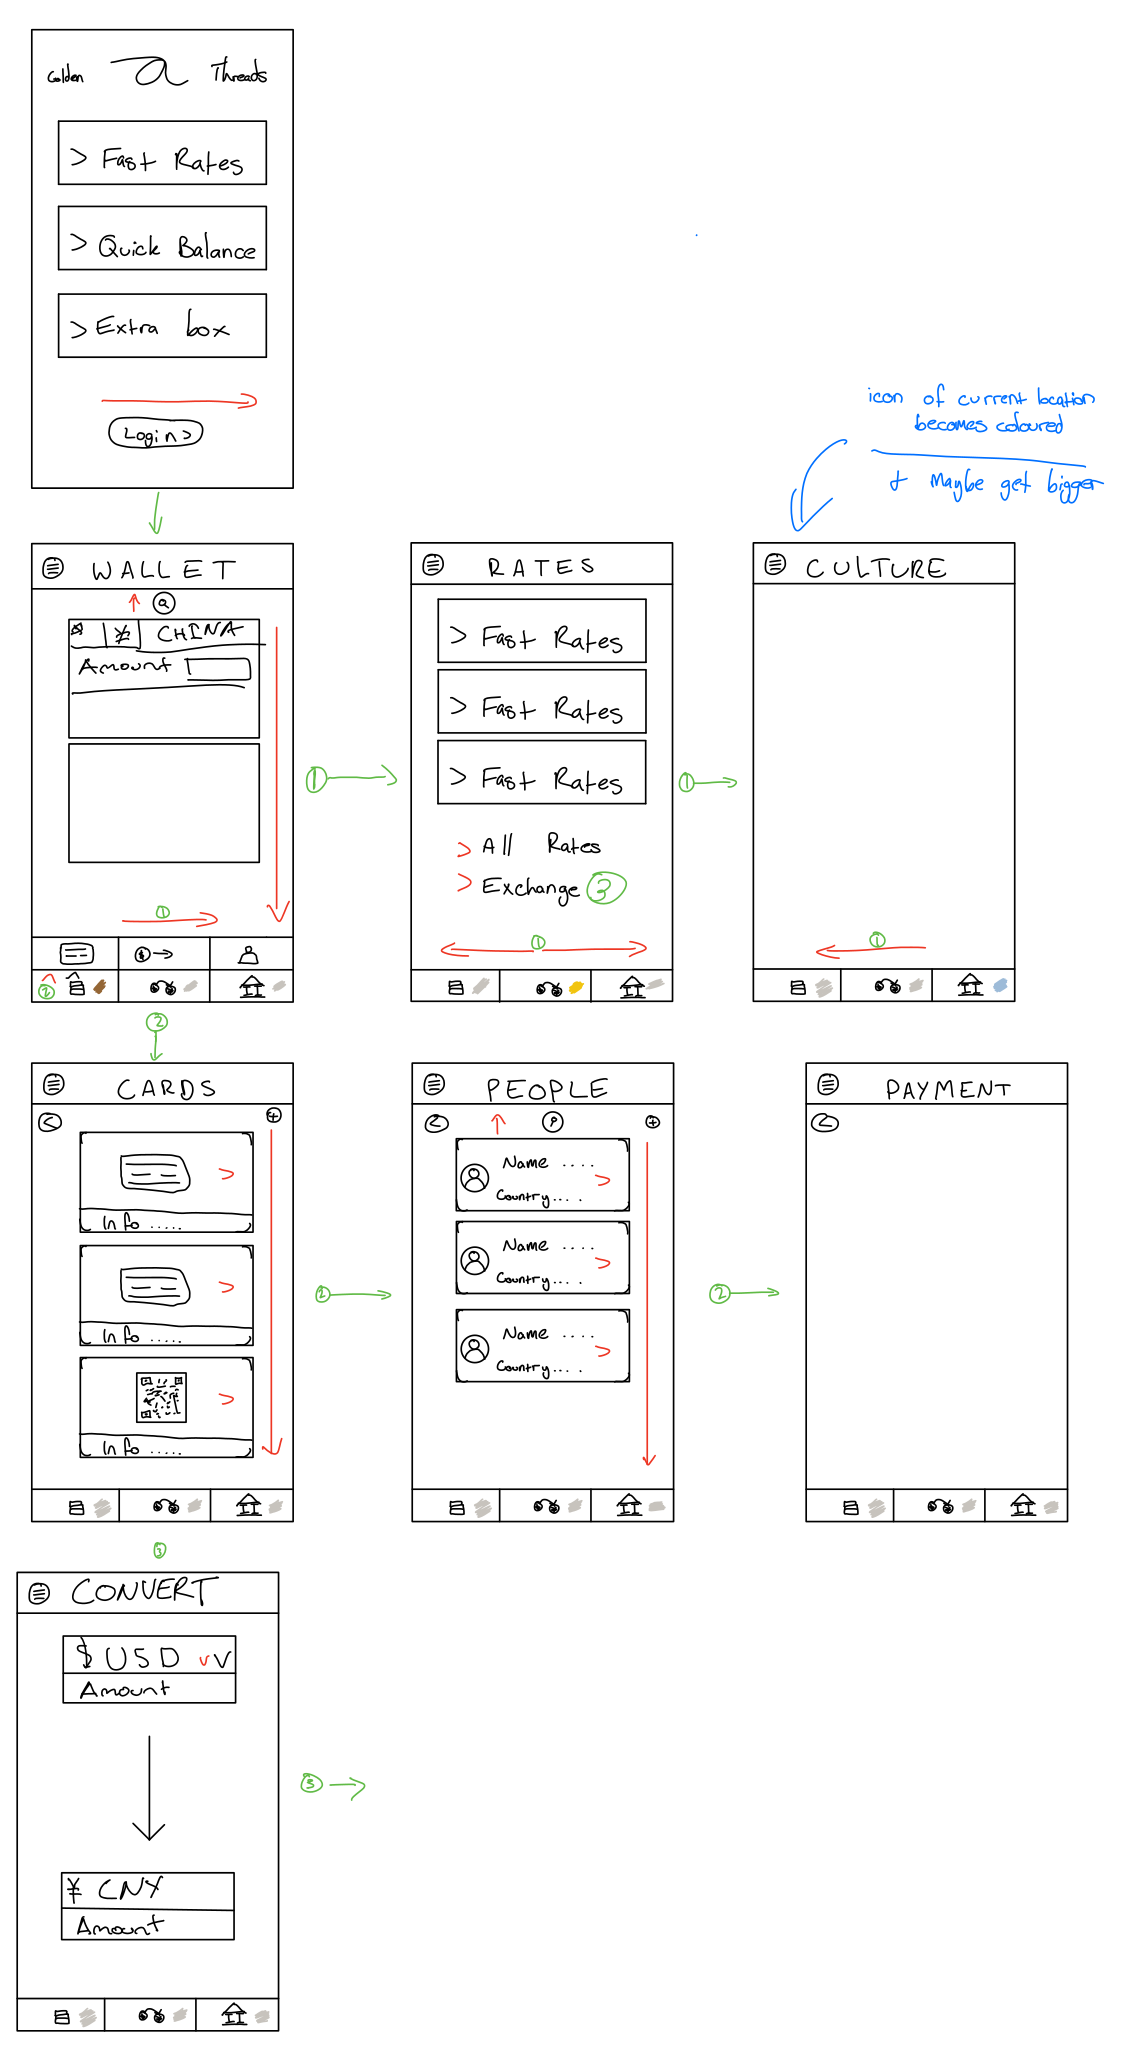 Golden a Threads
> Fast Rates
> Quick Balance
> Extra box
Login >
icon of current location
becomes coloured
+ Maybe get bigger
WALLET
¥ CHINA
Amount
1
2
1
RATES
> Fast Rates
> Fast Rates
> Fast Rates
> All Rates
> Exchange 3
1
1
CULTURE
1
2
CARDS
<
+
>
Info .....
>
Info .....
>
Info .....
2
PEOPLE
<
+
Name ....
>
Country....
Name ....
>
Country....
Name ....
>
Country....
2
PAYMENT
<
3
CONVERT
$ USD v V
Amount
¥ CNY
Amount
3